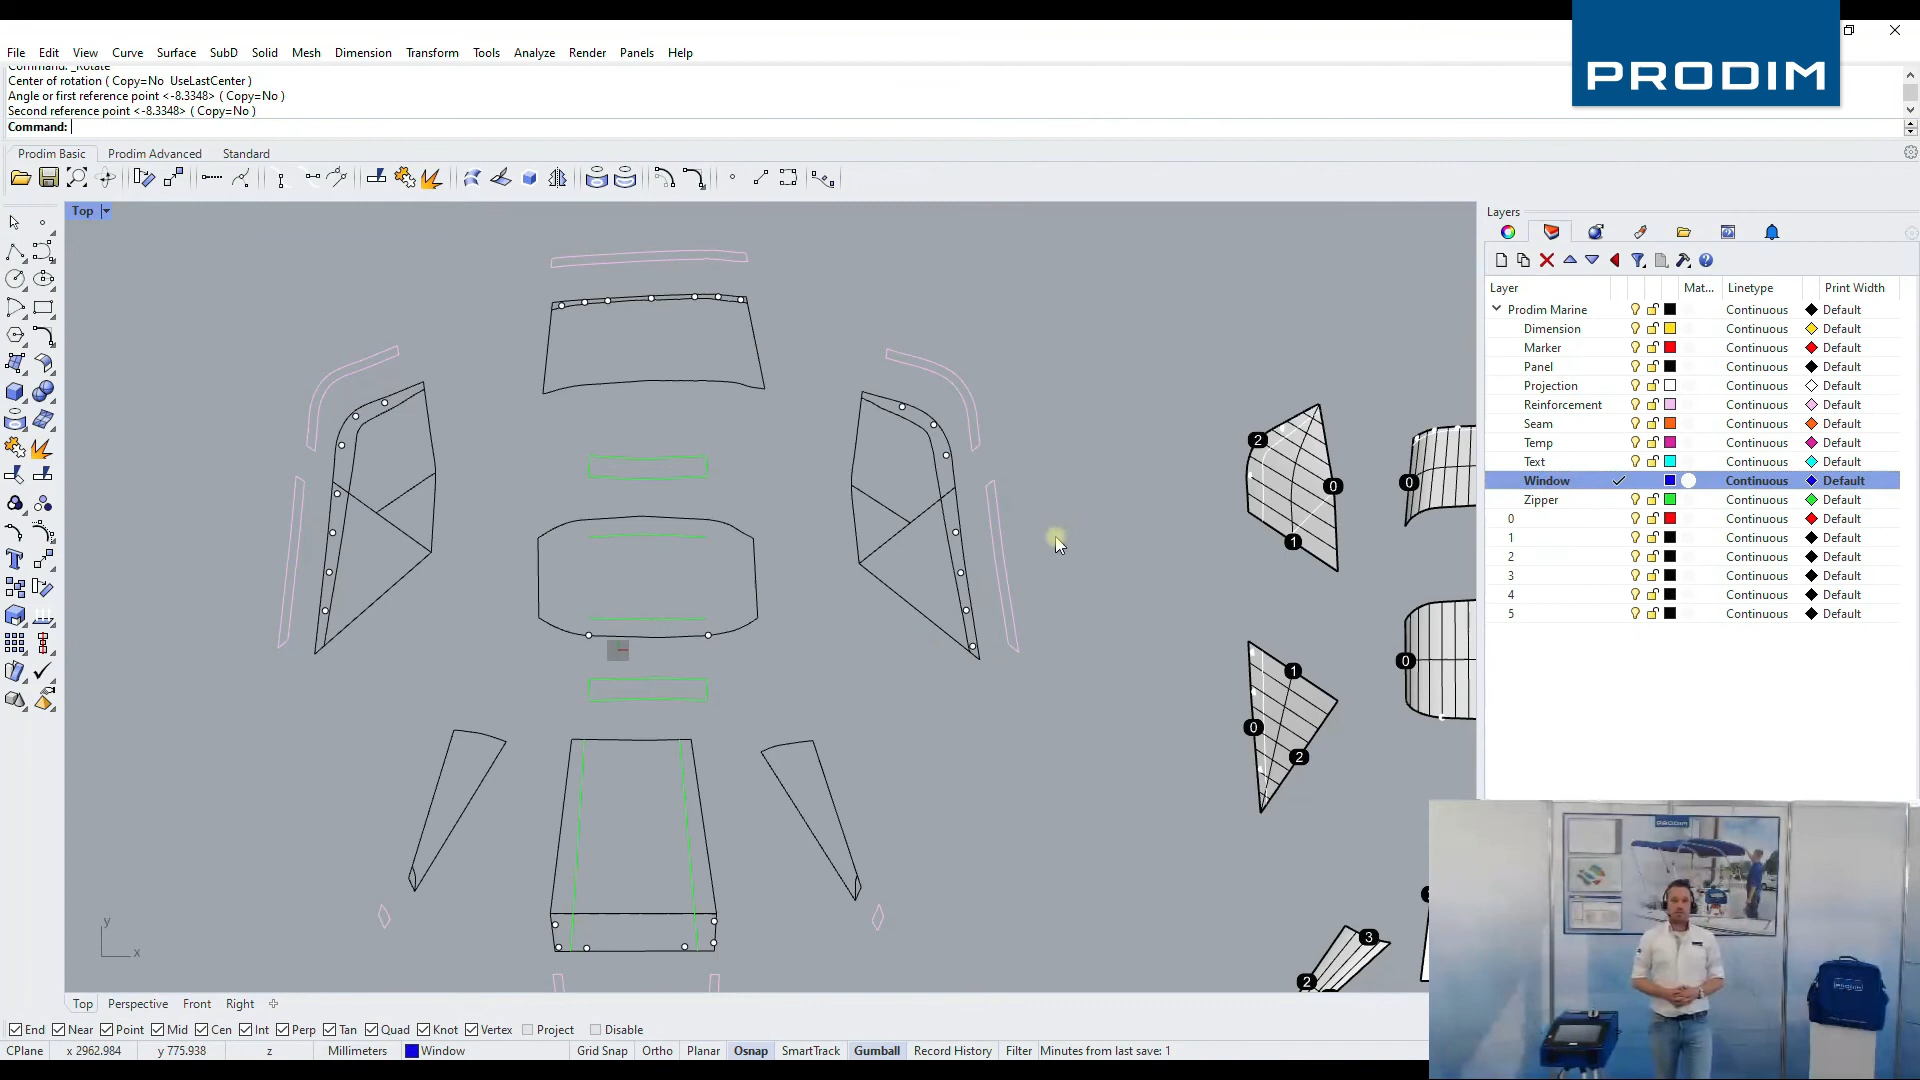 PRODIM
File Edit View Curve Surface SubD Solid Mesh Dimension Transform Tools Analyze Render Panels Help
Command: _Rotate
Center of rotation ( Copy=No UseLastCenter )
Angle or first reference point <-8.3348> ( Copy=No )
Second reference point <-8.3348> ( Copy=No )
Command:
Prodim Basic Prodim Advanced Standard
Top
Layers
Layer Mat... Linetype Print Width
Prodim Marine Continuous Default
Dimension Continuous Default
Marker Continuous Default
Panel Continuous Default
Projection Continuous Default
Reinforcement Continuous Default
Seam Continuous Default
Temp Continuous Default
Text Continuous Default
Window Continuous Default
Zipper Continuous Default
0 Continuous Default
1 Continuous Default
2 Continuous Default
3 Continuous Default
4 Continuous Default
5 Continuous Default
2
0
0
1
1
0
0
2
3
2
y
x
PRODIM
PRODIM
Top Perspective Front Right
End Near Point Mid Cen Int Perp Tan Quad Knot Vertex Project Disable
CPlane x 2962.984 y 775.938 z Millimeters Window Grid Snap Ortho Planar Osnap SmartTrack Gumball Record History Filter Minutes from last save: 1